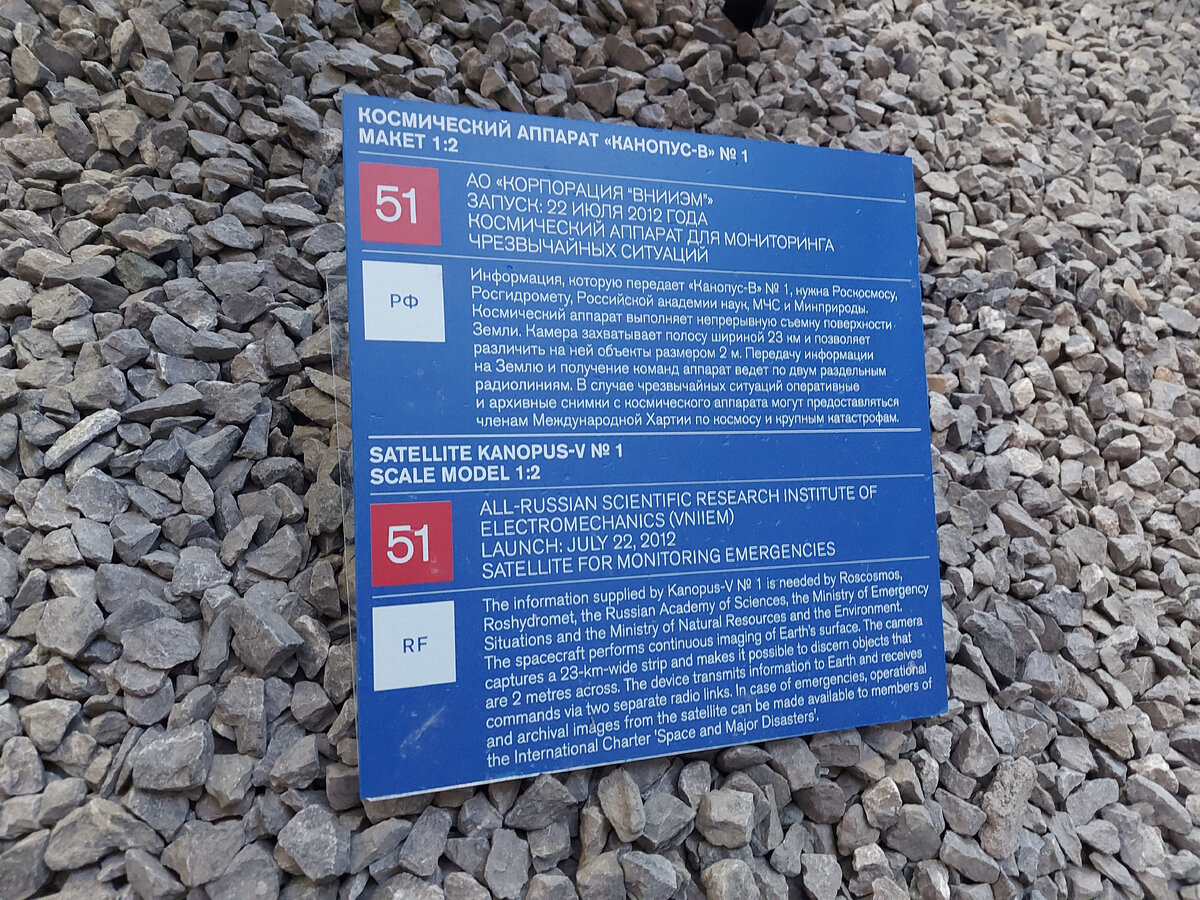 КОСМИЧЕСКИЙ АППАРАТ «КАНОПУС-В» № 1
МАКЕТ 1:2
51
АО «КОРПОРАЦИЯ "ВНИИЭМ"»
ЗАПУСК: 22 ИЮЛЯ 2012 ГОДА
КОСМИЧЕСКИЙ АППАРАТ ДЛЯ МОНИТОРИНГА
ЧРЕЗВЫЧАЙНЫХ СИТУАЦИЙ
РФ
Информация, которую передает «Канопус-В» № 1, нужна Роскосмосу,
Росгидромету, Российской академии наук, МЧС и Минприроды.
Космический аппарат выполняет непрерывную съемку поверхности
Земли. Камера захватывает полосу шириной 23 км и позволяет
различить на ней объекты размером 2 м. Передачу информации
на Землю и получение команд аппарат ведет по двум раздельным
радиолиниям. В случае чрезвычайных ситуаций оперативные
и архивные снимки с космического аппарата могут предоставляться
членам Международной Хартии по космосу и крупным катастрофам.
SATELLITE KANOPUS-V № 1
SCALE MODEL 1:2
51
ALL-RUSSIAN SCIENTIFIC RESEARCH INSTITUTE OF
ELECTROMECHANICS (VNIIEM)
LAUNCH: JULY 22, 2012
SATELLITE FOR MONITORING EMERGENCIES
RF
The information supplied by Kanopus-V № 1 is needed by Roscosmos,
Roshydromet, the Russian Academy of Sciences, the Ministry of Emergency
Situations and the Ministry of Natural Resources and the Environment.
The spacecraft performs continuous imaging of Earth's surface. The camera
captures a 23-km-wide strip and makes it possible to discern objects that
are 2 metres across. The device transmits information to Earth and receives
commands via two separate radio links. In case of emergencies, operational
and archival images from the satellite can be made available to members of
the International Charter 'Space and Major Disasters'.